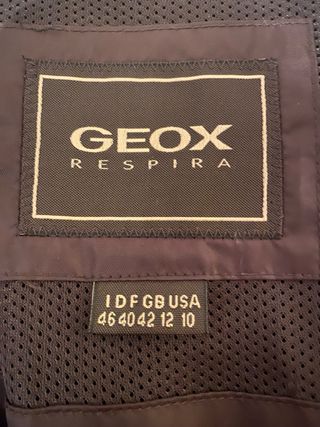 GEOX
RESPIRA
I D F GB USA
46 40 42 12 10